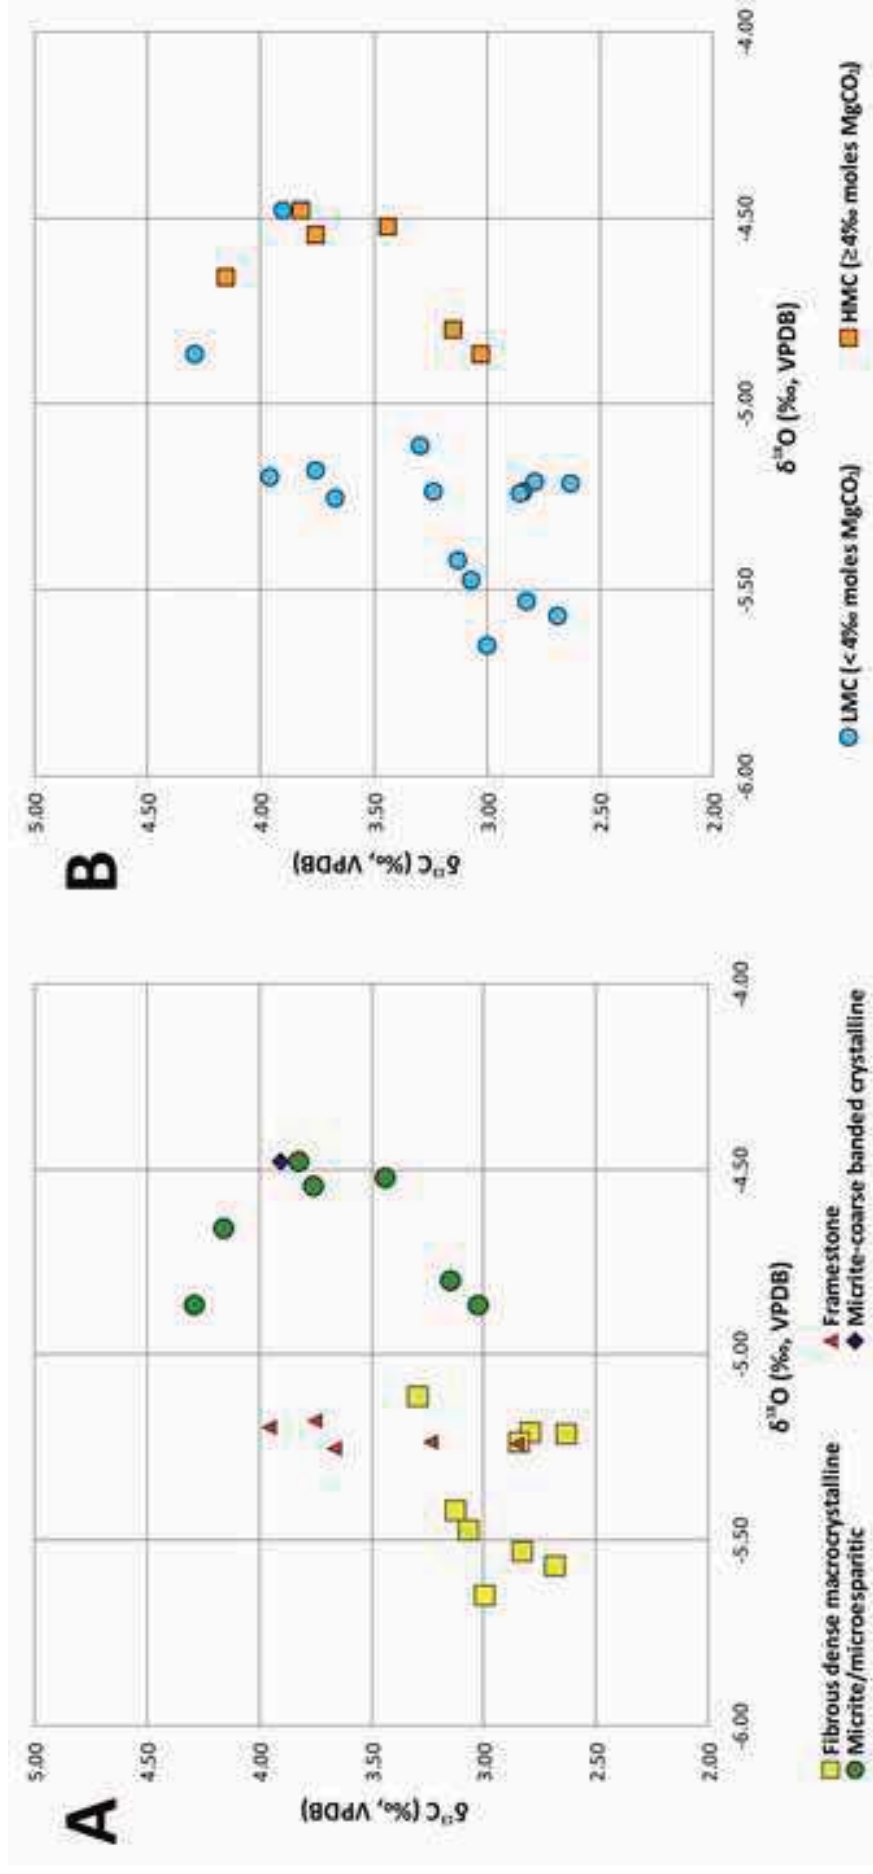 A
δ¹³C (‰, VPDB)
5.00
4.50
4.00
3.50
3.00
2.50
2.00
-6.00
-5.50
-5.00
-4.50
-4.00
δ¹⁸O (‰, VPDB)
Fibrous dense macrocrystalline
Framestone
Micrite/microesparitic
Micrite-coarse banded crystalline
B
δ¹³C (‰, VPDB)
5.00
4.50
4.00
3.50
3.00
2.50
2.00
-6.00
-5.50
-5.00
-4.50
-4.00
δ¹⁸O (‰, VPDB)
LMC (< 4‰ moles MgCO₃)
HMC (≥4‰ moles MgCO₃)